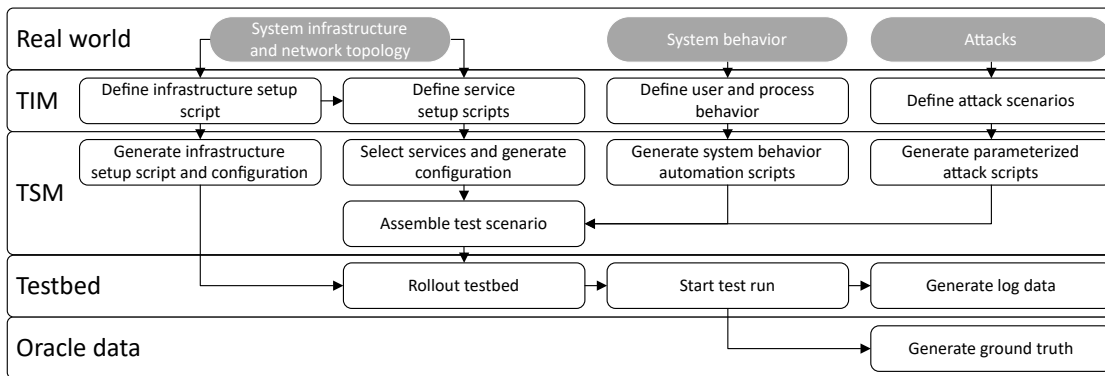 Real world
System infrastructure
and network topology
System behavior
Attacks
TIM
Define infrastructure setup
script
Define service
setup scripts
Define user and process
behavior
Define attack scenarios
TSM
Generate infrastructure
setup script and configuration
Select services and generate
configuration
Generate system behavior
automation scripts
Generate parameterized
attack scripts
Assemble test scenario
Testbed
Rollout testbed
Start test run
Generate log data
Oracle data
Generate ground truth